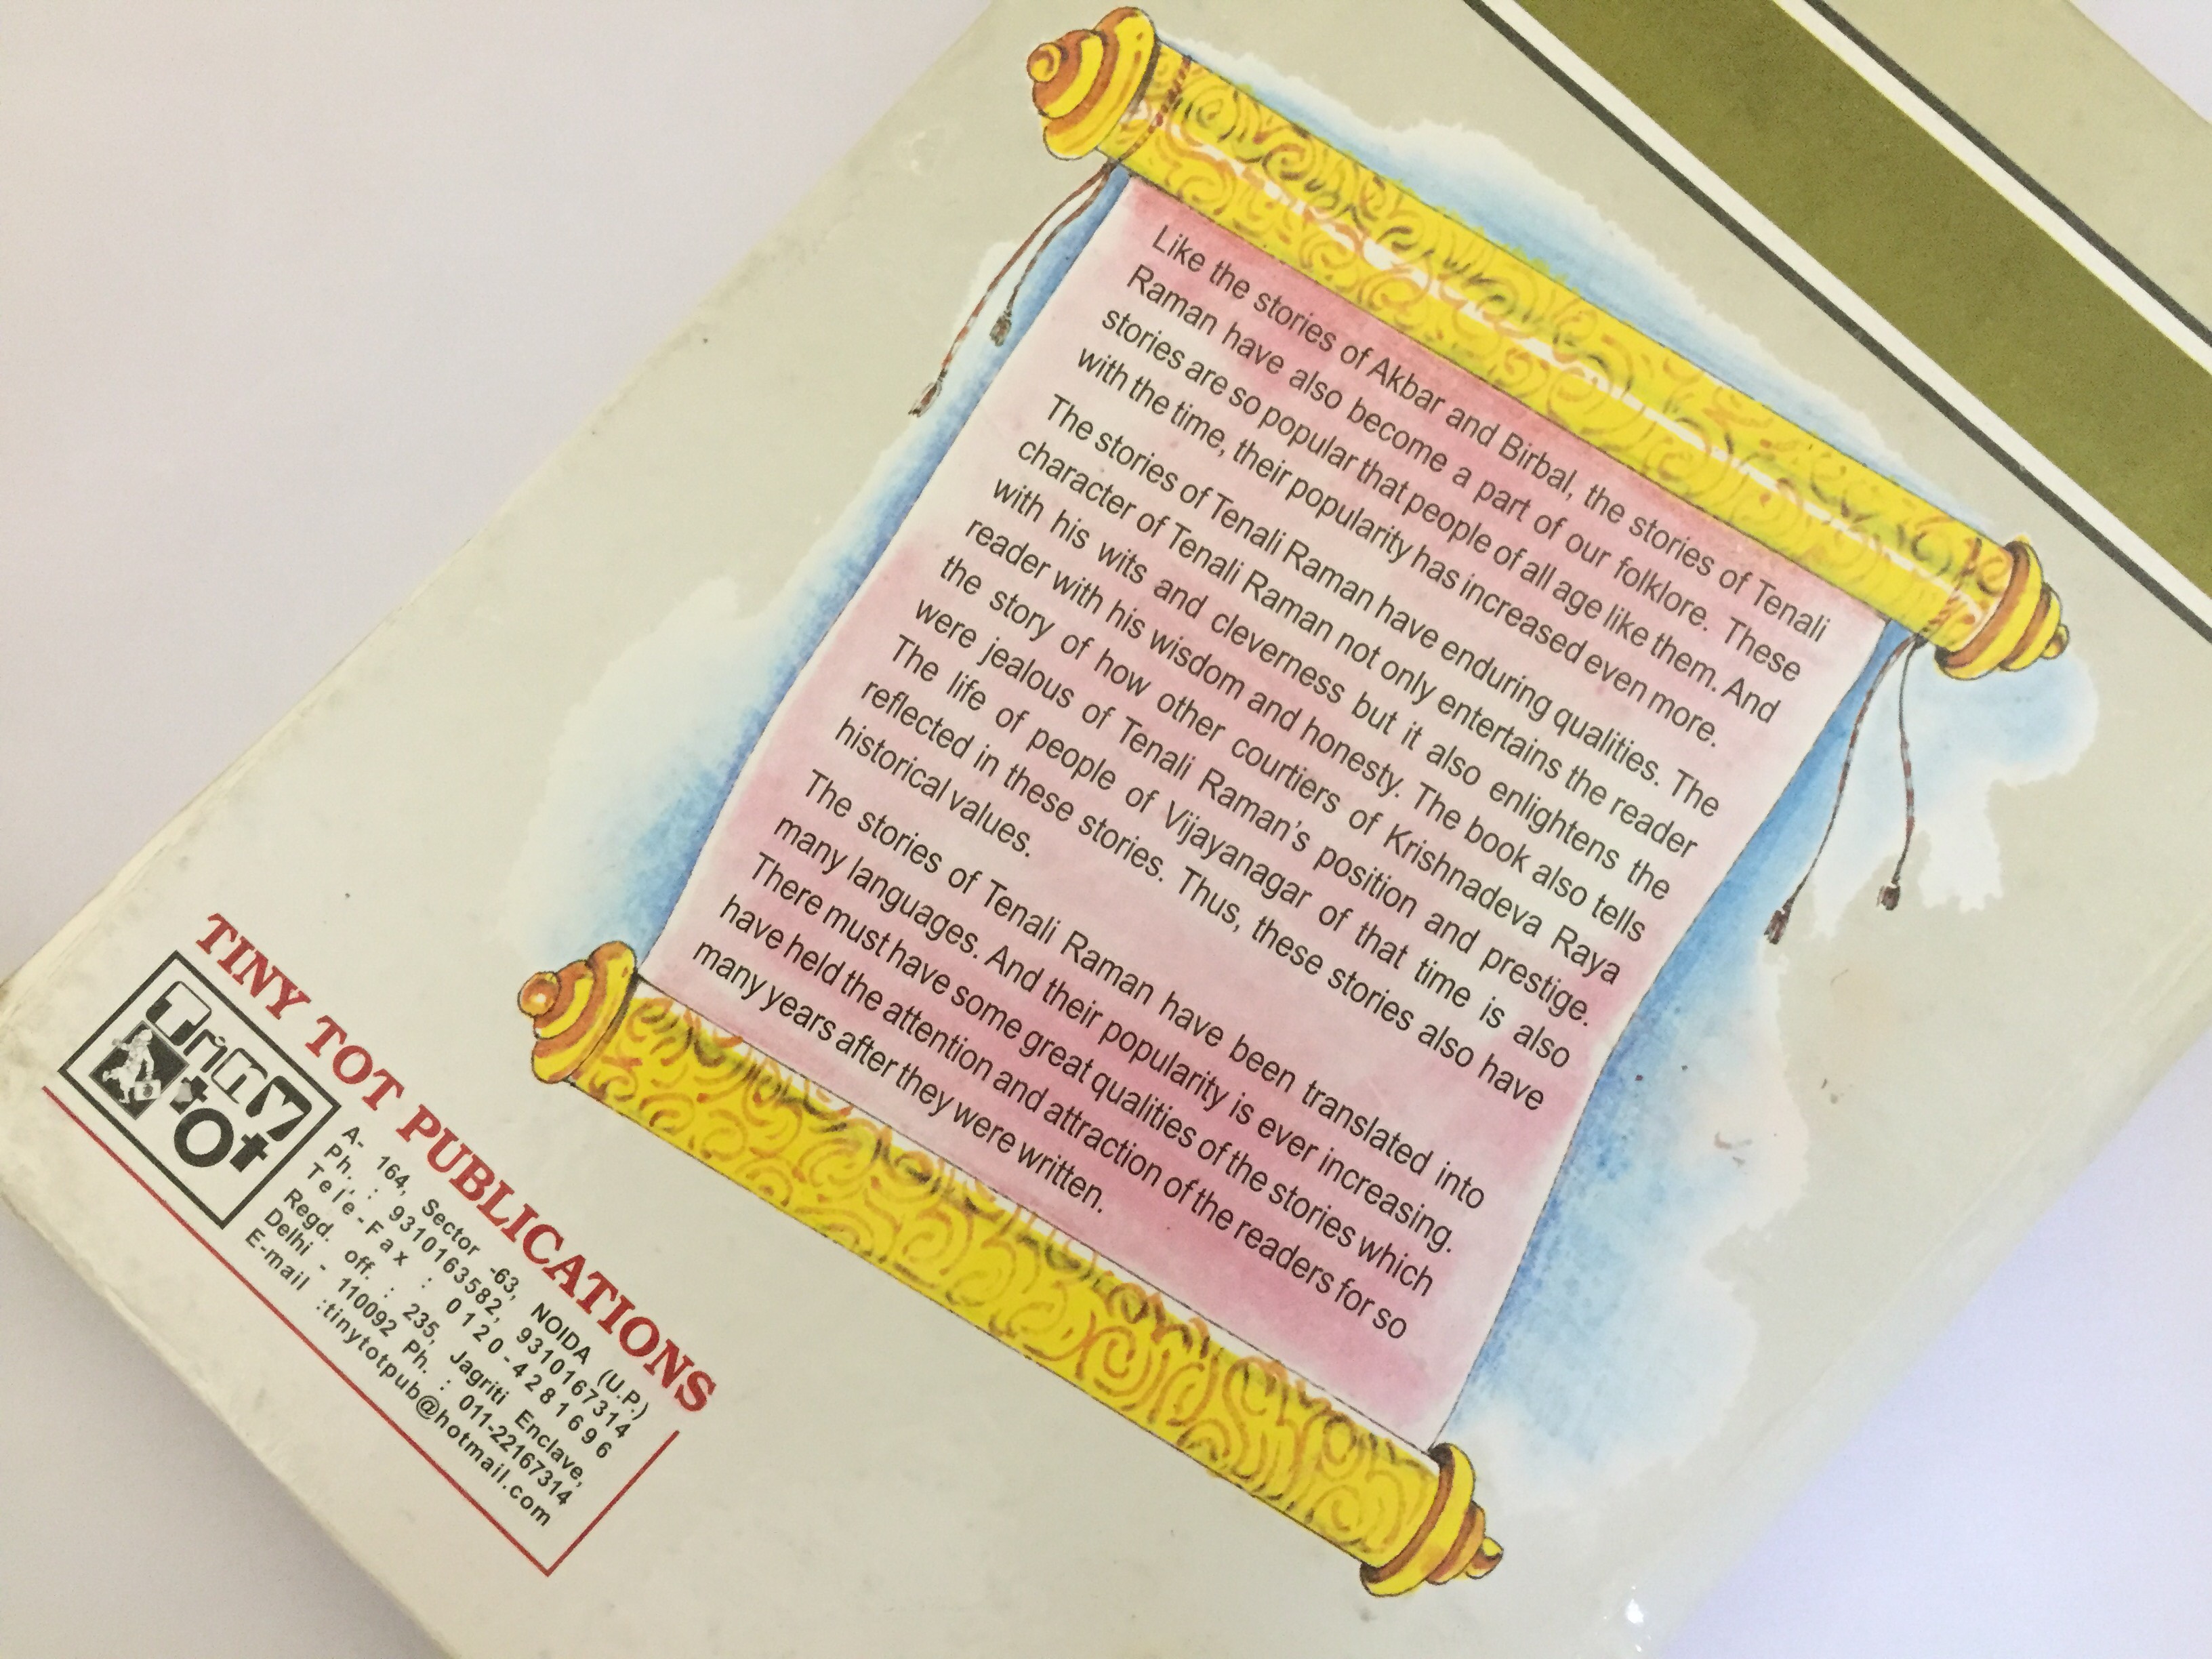 Like the stories of Akbar and Birbal, the stories of Tenali
Raman have also become a part of our folklore. These
stories are so popular that people of all age like them. And
with the time, their popularity has increased even more.
The stories of Tenali Raman have enduring qualities. The
character of Tenali Raman not only entertains the reader
with his wits and cleverness but it also enlightens the
reader with his wisdom and honesty. The book also tells
the story of how other courtiers of Krishnadeva Raya
were jealous of Tenali Raman's position and prestige.
The life of people of Vijayanagar of that time is also
reflected in these stories. Thus, these stories also have
historical values.
The stories of Tenali Raman have been translated into
many languages. And their popularity is ever increasing.
There must have some great qualities of the stories which
have held the attention and attraction of the readers for so
many years after they were written.
TINY TOT PUBLICATIONS
Tiny
tOt
A- 164, Sector -63, NOIDA (U.P.)
Ph. : 9310163582, 9310167314
Tele-Fax : 0120-4281696
Regd. off. : 235, Jagriti Enclave,
Delhi - 110092 Ph. : 011-22167314
E-mail :tinytotpub@hotmail.com